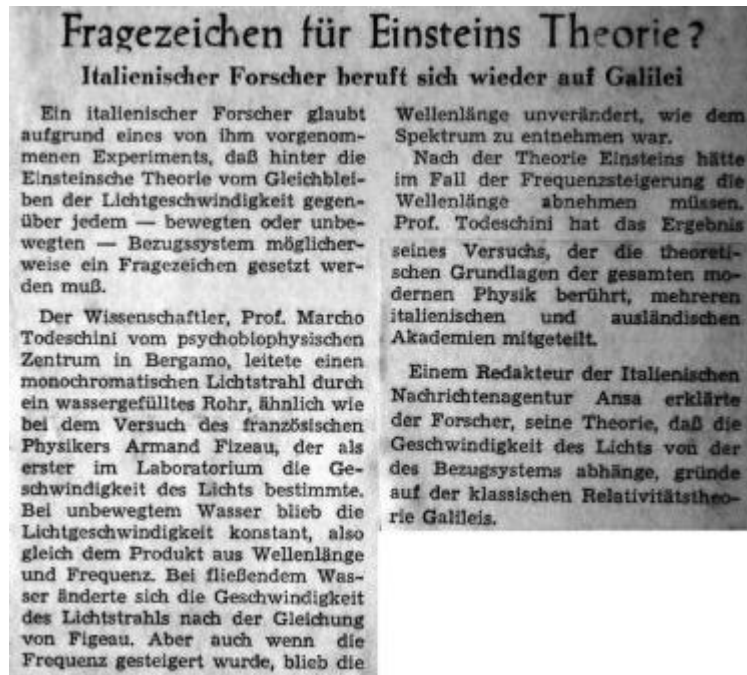 Fragezeichen für Einsteins Theorie?
Italienischer Forscher beruft sich wieder auf Galilei
Ein italienischer Forscher glaubt
aufgrund eines von ihm vorgenom-
menen Experiments, daß hinter die
Einsteinsche Theorie vom Gleichblei-
ben der Lichtgeschwindigkeit gegen-
über jedem — bewegten oder unbe-
wegten — Bezugssystem möglicher-
weise ein Fragezeichen gesetzt wer-
den muß.
Der Wissenschaftler, Prof. Marcho
Todeschini vom psychobiophysischen
Zentrum in Bergamo, leitete einen
monochromatischen Lichtstrahl durch
ein wassergefülltes Rohr, ähnlich wie
bei dem Versuch des französischen
Physikers Armand Fizeau, der als
erster im Laboratorium die Ge-
schwindigkeit des Lichts bestimmte.
Bei unbewegtem Wasser blieb die
Lichtgeschwindigkeit konstant, also
gleich dem Produkt aus Wellenlänge
und Frequenz. Bei fließendem Was-
ser änderte sich die Geschwindigkeit
des Lichtstrahls nach der Gleichung
von Figeau. Aber auch wenn die
Frequenz gesteigert wurde, blieb die
Wellenlänge unverändert, wie dem
Spektrum zu entnehmen war.
Nach der Theorie Einsteins hätte
im Fall der Frequenzsteigerung die
Wellenlänge abnehmen müssen.
Prof. Todeschini hat das Ergebnis
seines Versuchs, der die theoreti-
schen Grundlagen der gesamten mo-
dernen Physik berührt, mehreren
italienischen und ausländischen
Akademien mitgeteilt.
Einem Redakteur der Italienischen
Nachrichtenagentur Ansa erklärte
der Forscher, seine Theorie, daß die
Geschwindigkeit des Lichts von der
des Bezugsystems abhänge, gründe
auf der klassischen Relativitätstheo-
rie Galileis.